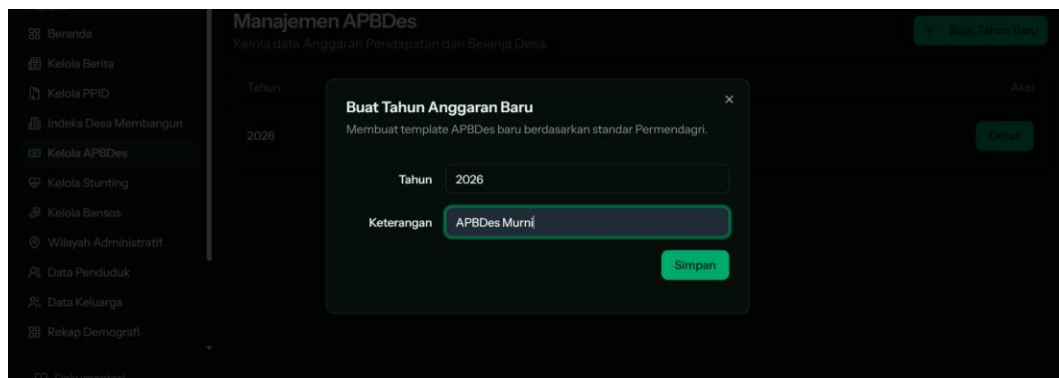 Manajemen APBDes
Kelola data Anggaran Pendapatan dan Belanja Desa.
+ Buat Tahun Baru
Beranda
Kelola Berita
Kelola PPID
Indeks Desa Membangun
Kelola APBDes
Kelola Stunting
Kelola Bansos
Wilayah Administratif
Data Penduduk
Data Keluarga
Rekap Demografi
Dokumentasi
Tahun
Aksi
2026
Detail
Buat Tahun Anggaran Baru
×
Membuat template APBDes baru berdasarkan standar Permendagri.
Tahun 2026
Keterangan APBDes Murni
Simpan